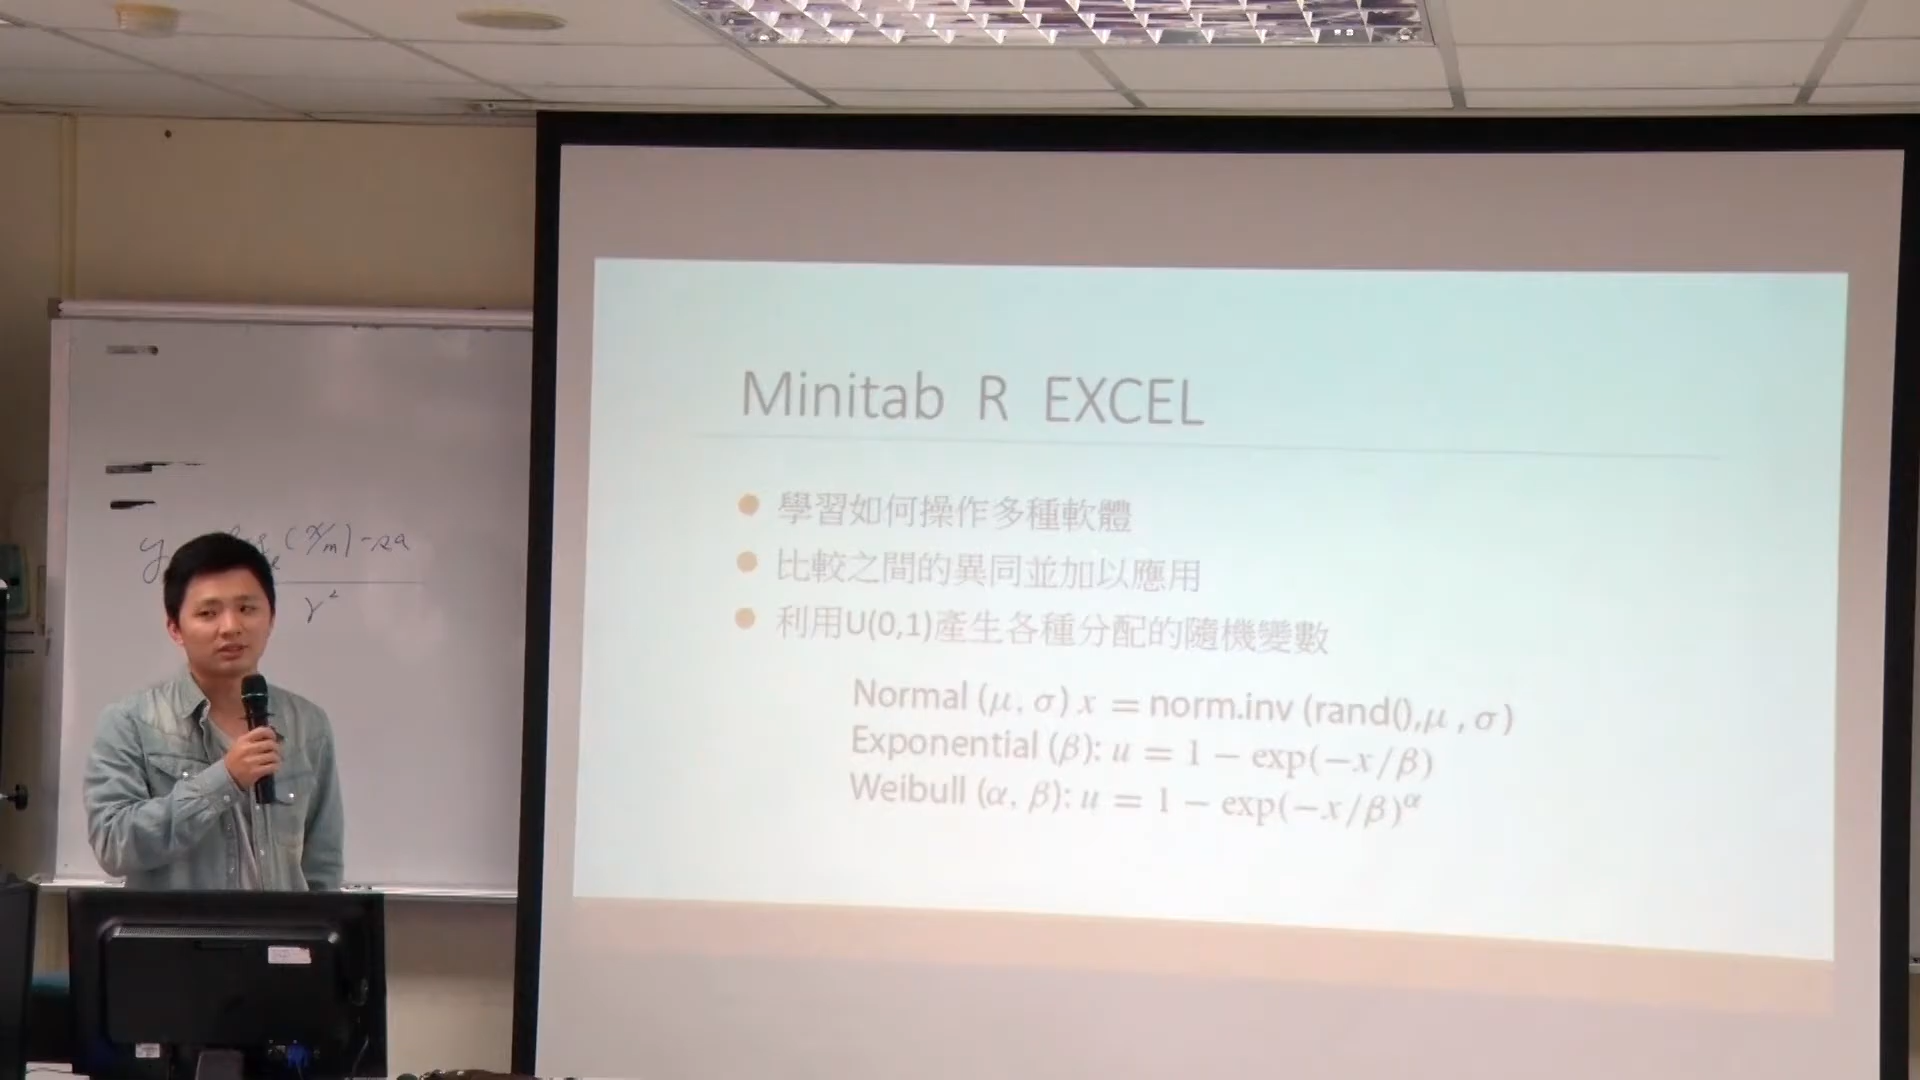 Minitab R EXCEL
學習如何操作多種軟體
比較之間的異同並加以應用
利用U(0,1)產生各種分配的隨機變數
Normal (μ, σ) x = norm.inv (rand(),μ , σ)
Exponential (β): u = 1 − exp(−x/β)
Weibull (α, β): u = 1 − exp(−x/β)^α
y
(x/m)
γ